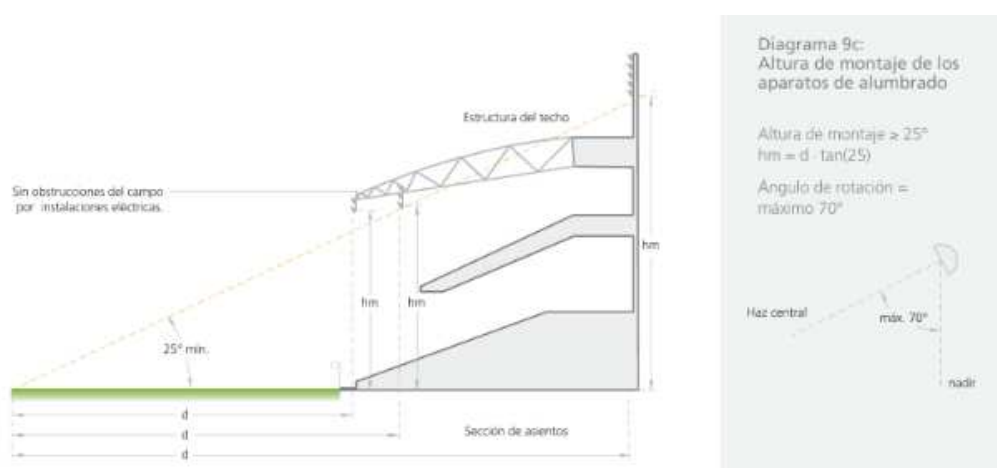 Diagrama 9c:
Altura de montaje de los
aparatos de alumbrado
Altura de montaje ≥ 25°
hm = d · tan(25)
Ángulo de rotación =
máximo 70°
Estructura del techo
Sin obstrucciones del campo
por instalaciones eléctricas.
hm
hm
hm
25° mín.
Haz central
máx. 70°
nadir
d
d
d
Sección de asientos